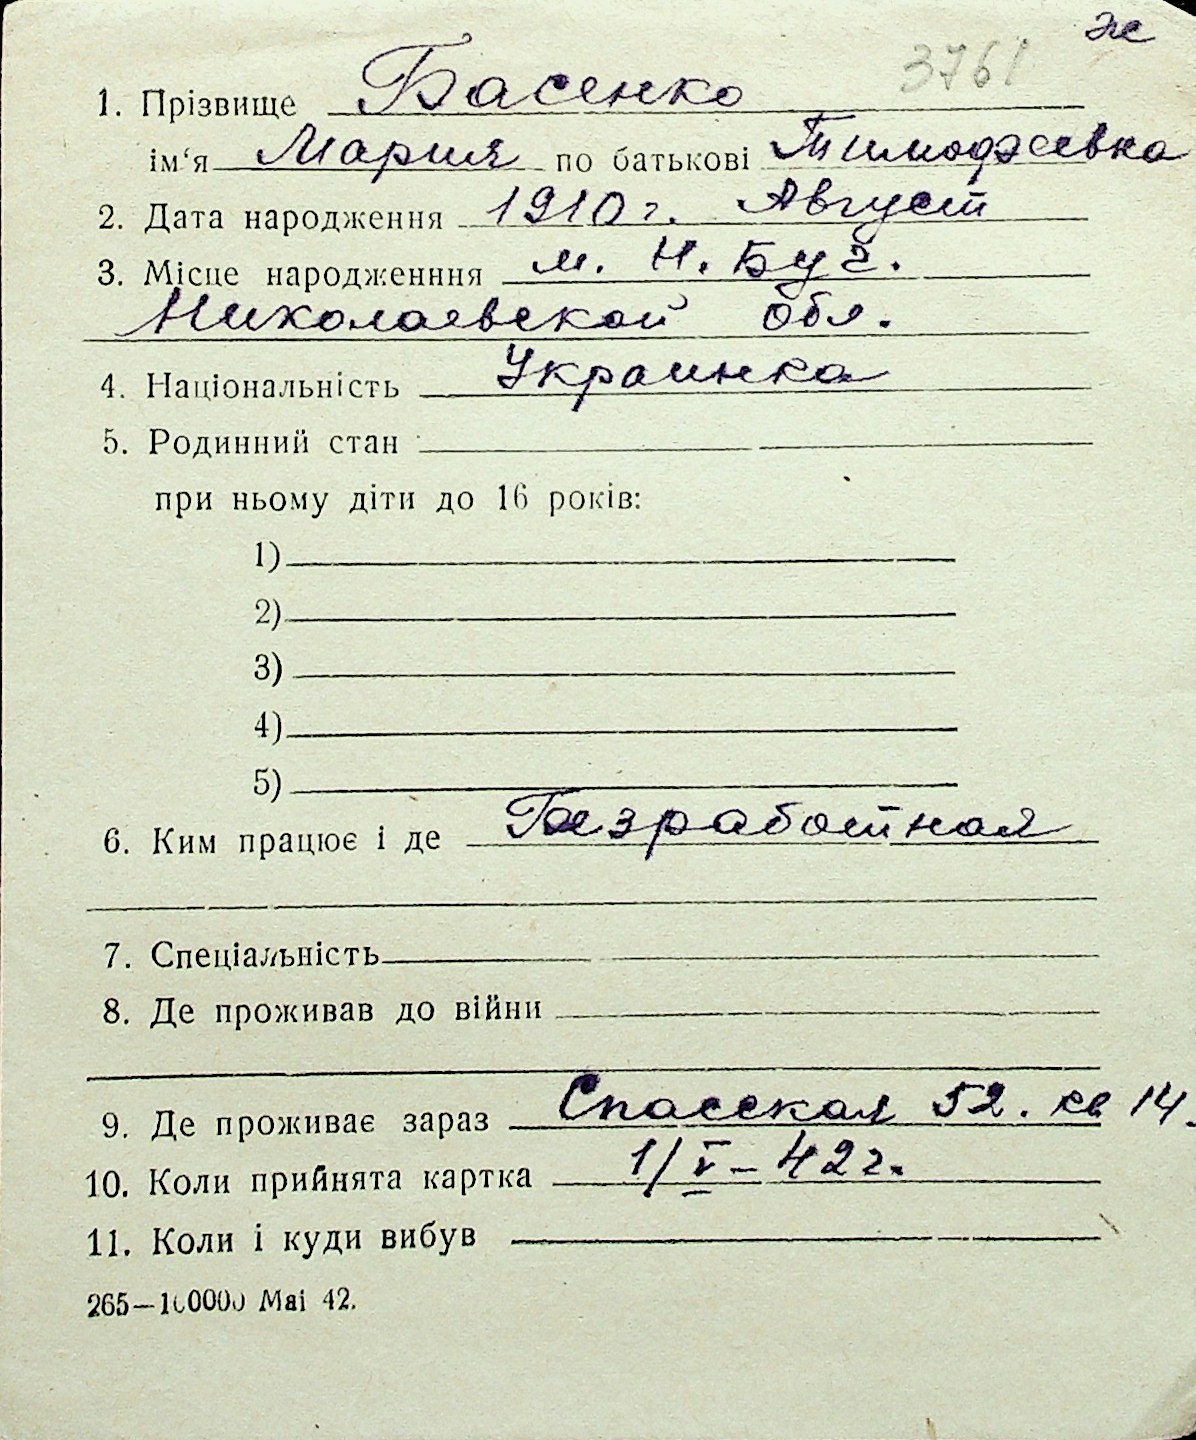 ж
3761
1. Прізвище Басенко
ім'я Мария по батькові Тимофеевна
2. Дата народження 1910 г. Август
3. Місце народженння м. Н. Буг.
Николаевской обл.
4. Національність Украинка
5. Родинний стан
при ньому діти до 16 років:
1)
2)
3)
4)
5)
6. Ким працює і де Безработная
7. Спеціальність
8. Де проживав до війни
9. Де проживає зараз Спасская 52. кв 14.
10. Коли прийнята картка 1/V – 42 г.
11. Коли і куди вибув
265—100000 Mai 42.